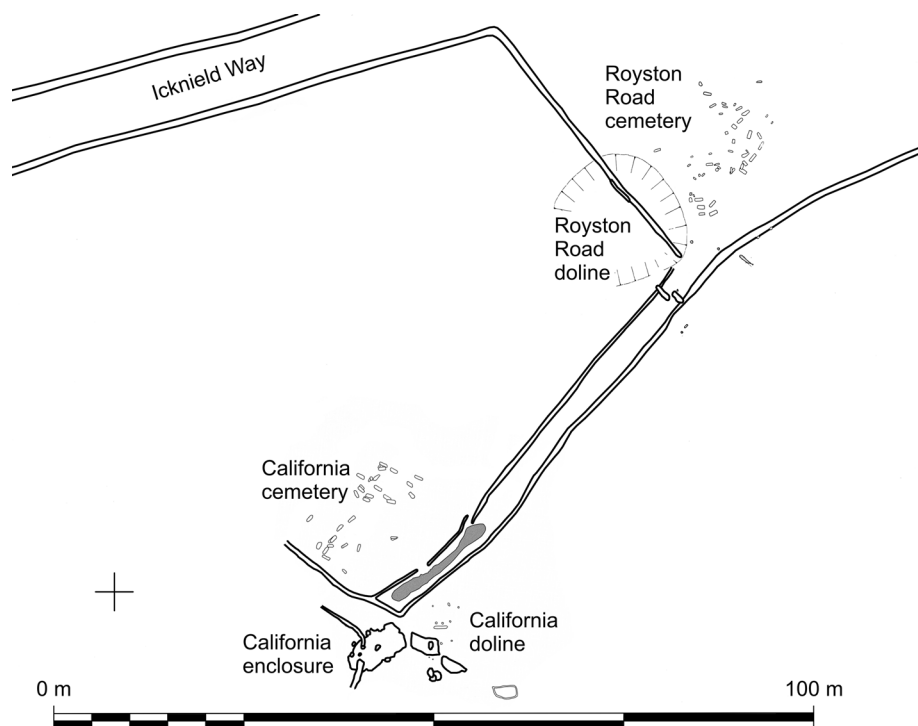 Icknield Way
Royston
Road
cemetery
Royston
Road
doline
California
cemetery
California
enclosure
California
doline
0 m
100 m